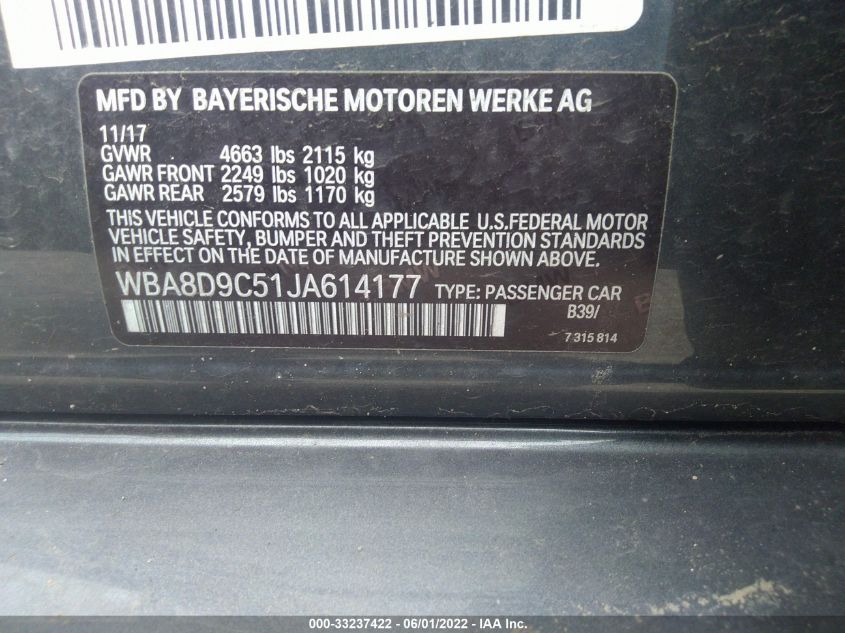 MFD BY BAYERISCHE MOTOREN WERKE AG
11/17
GVWR 4663 lbs 2115 kg
GAWR FRONT 2249 lbs 1020 kg
GAWR REAR 2579 lbs 1170 kg
THIS VEHICLE CONFORMS TO ALL APPLICABLE U.S.FEDERAL MOTOR
VEHICLE SAFETY, BUMPER AND THEFT PREVENTION STANDARDS
IN EFFECT ON THE DATE OF MANUFACTURE SHOWN ABOVE.
WBA8D9C51JA614177 TYPE: PASSENGER CAR
B39/
7 315 814
000-33237422 - 06/01/2022 - IAA Inc.